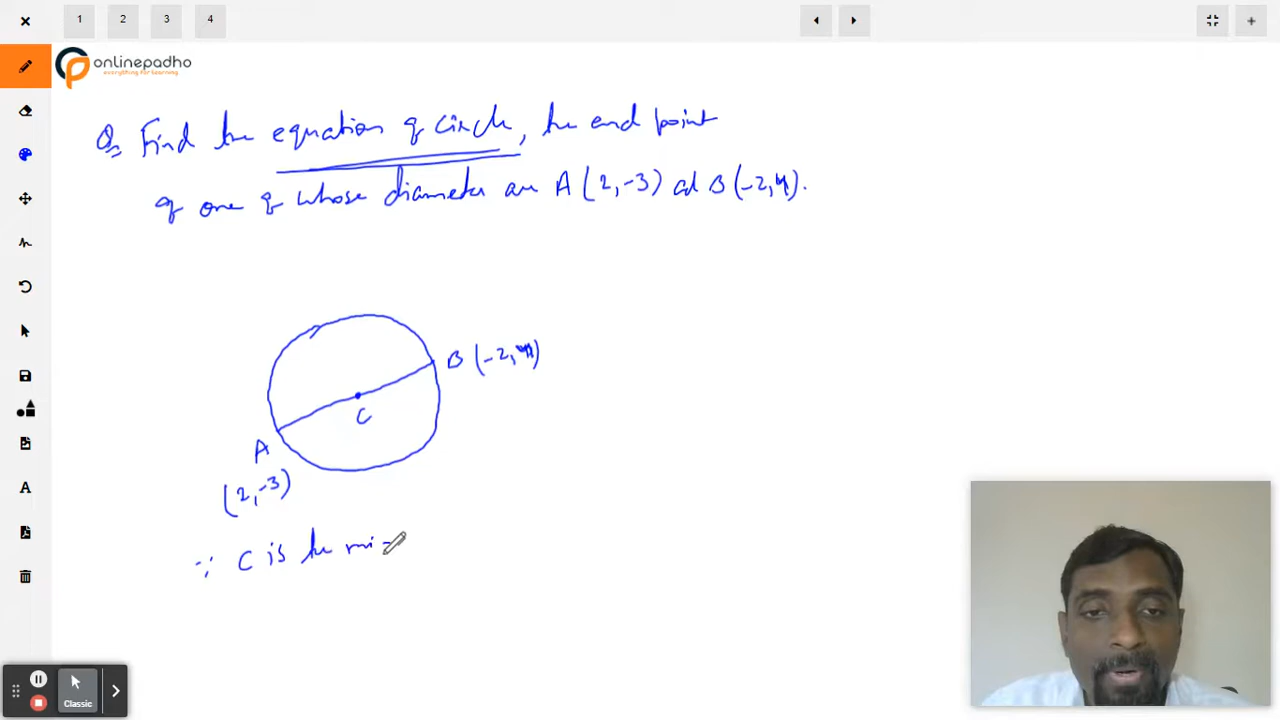 1 2 3 4
onlinepadho
everything for learning
Q Find the equation of circle, the end point
of one of whose diameter are A (2, -3) and B (-2, 4).
B (-2, 4)
C
A
(2, -3)
∵ C is the mi
A
Classic